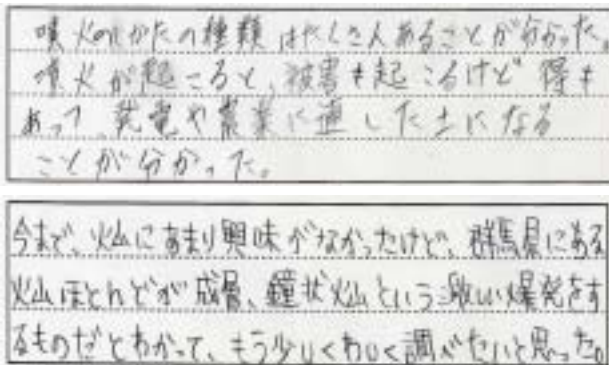 噴火のしかたの種類はたくさんあることが分かった。
噴火が起こると、被害も起こるけど得も
あって、発電や農業に適した土になる
ことが分かった。
今まで、火山にあまり興味がなかったけど、群馬県にある
火山ほとんどが成層、鐘状火山という激しい爆発をす
るものだとわかって、もう少しくわしく調べたいと思った。